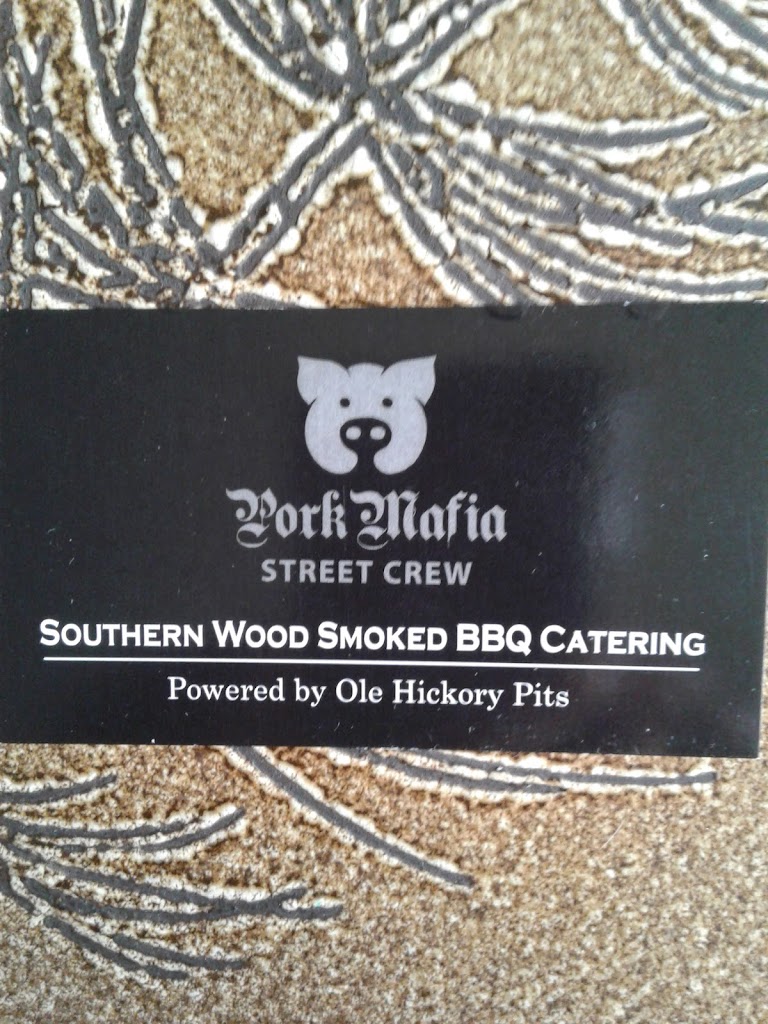 Pork Mafia
STREET CREW
SOUTHERN WOOD SMOKED BBQ CATERING
Powered by Ole Hickory Pits